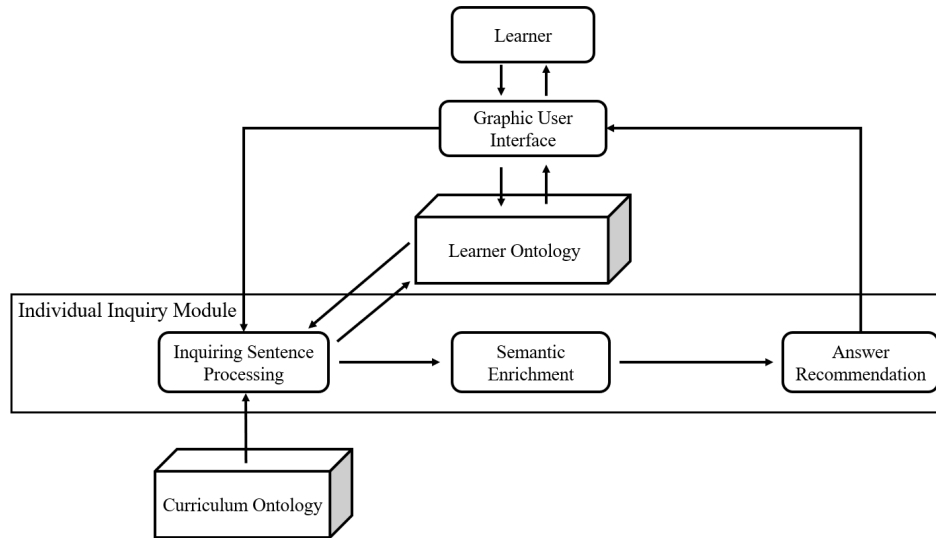 Learner
Graphic User
Interface
Learner Ontology
Individual Inquiry Module
Inquiring Sentence
Processing
Semantic
Enrichment
Answer
Recommendation
Curriculum Ontology